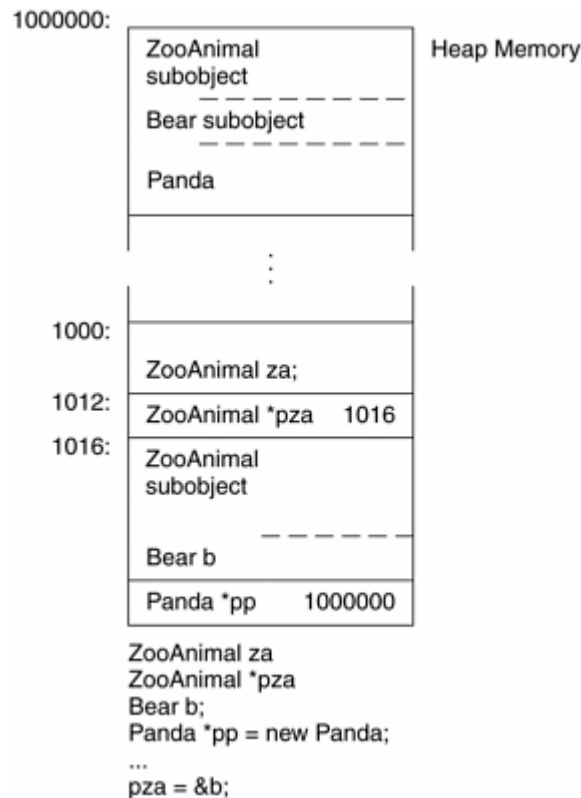 1000000:
ZooAnimal
subobject
Heap Memory
Bear subobject
Panda
1000:
ZooAnimal za;
1012:
ZooAnimal *pza 1016
1016:
ZooAnimal
subobject
Bear b
Panda *pp 1000000
ZooAnimal za
ZooAnimal *pza
Bear b;
Panda *pp = new Panda;
...
pza = &b;